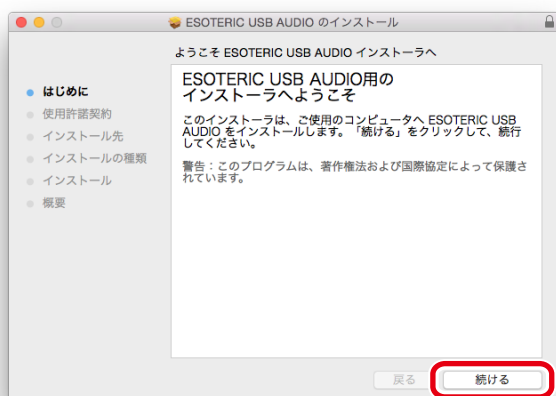 ESOTERIC USB AUDIO のインストール
ようこそ ESOTERIC USB AUDIO インストーラへ
はじめに
使用許諾契約
インストール先
インストールの種類
インストール
概要
ESOTERIC USB AUDIO用の
インストーラへようこそ
このインストーラは、ご使用のコンピュータへ ESOTERIC USB
AUDIO をインストールします。「続ける」をクリックして、続行
してください。
警告：このプログラムは、著作権法および国際協定によって保護さ
れています。
戻る
続ける